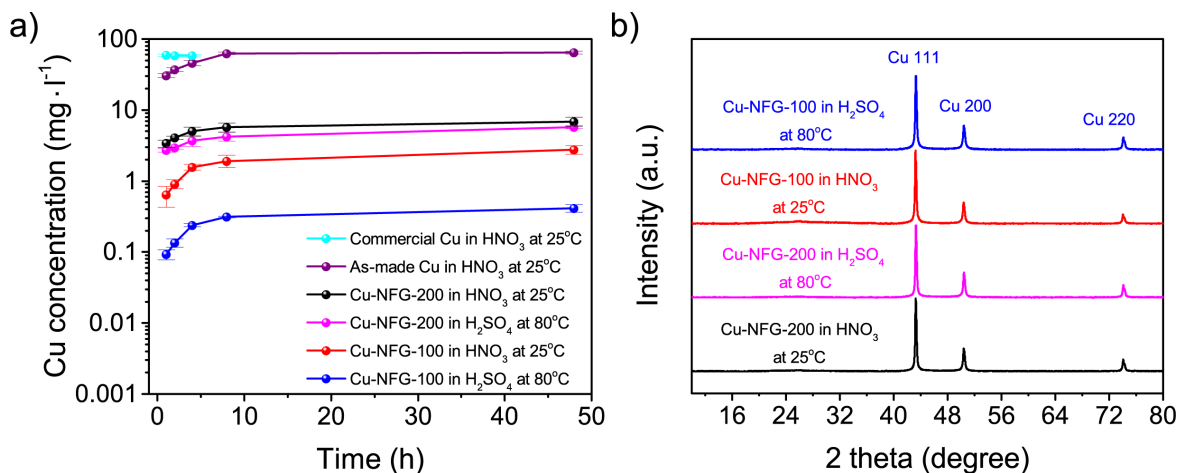 a)
Cu concentration (mg · l⁻¹)
100
10
1
0.1
0.01
0.001
Commercial Cu in HNO₃ at 25°C
As-made Cu in HNO₃ at 25°C
Cu-NFG-200 in HNO₃ at 25°C
Cu-NFG-200 in H₂SO₄ at 80°C
Cu-NFG-100 in HNO₃ at 25°C
Cu-NFG-100 in H₂SO₄ at 80°C
0 10 20 30 40 50
Time (h)
b)
Intensity (a.u.)
Cu 111
Cu 200
Cu 220
Cu-NFG-100 in H₂SO₄
at 80°C
Cu-NFG-100 in HNO₃
at 25°C
Cu-NFG-200 in H₂SO₄
at 80°C
Cu-NFG-200 in HNO₃
at 25°C
16 24 32 40 48 56 64 72 80
2 theta (degree)